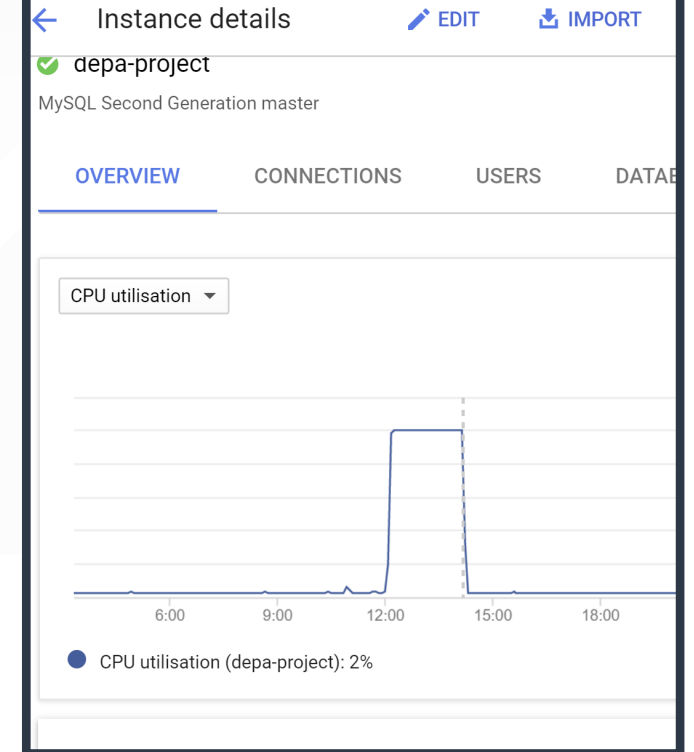 Instance details
EDIT
IMPORT
depa-project
MySQL Second Generation master
OVERVIEW
CONNECTIONS
USERS
CPU utilisation
6:00
9:00
12:00
15:00
18:00
CPU utilisation (depa-project): 2%